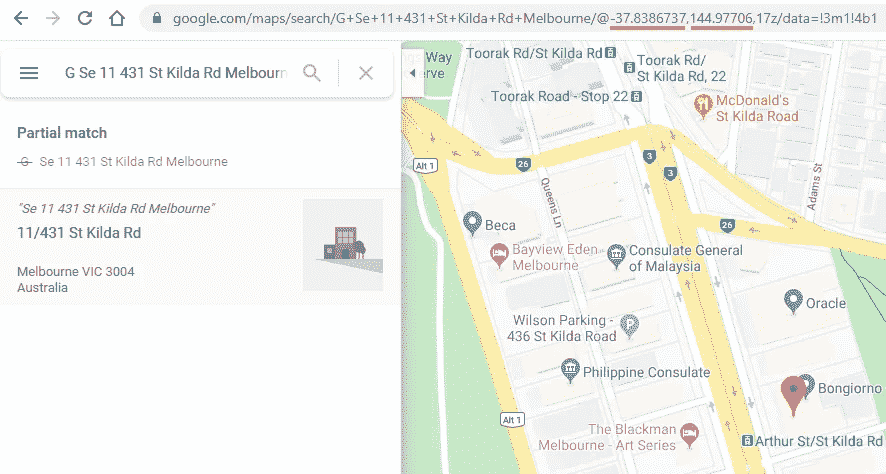 google.com/maps/search/G+Se+11+431+St+Kilda+Rd+Melbourne/@-37.8386737,144.97706,17z/data=!3m1!4b1
G Se 11 431 St Kilda Rd Melbourn
Partial match
G Se 11 431 St Kilda Rd Melbourne
"Se 11 431 St Kilda Rd Melbourne"
11/431 St Kilda Rd
Melbourne VIC 3004
Australia
Way
erve
Toorak Rd/St Kilda Rd
Toorak Rd/
St Kilda Rd, 22
Toorak Road - Stop 22
McDonald's
St Kilda Road
Alt 1
26
3
3
Queens Ln
Adams St
26
Beca
Bayview Eden
Melbourne
Consulate General
of Malaysia
Oracle
Wilson Parking -
436 St Kilda Road
Philippine Consulate
Bongiorno
Alt 1
The Blackman
Melbourne - Art Series
Arthur St/St Kilda Rd